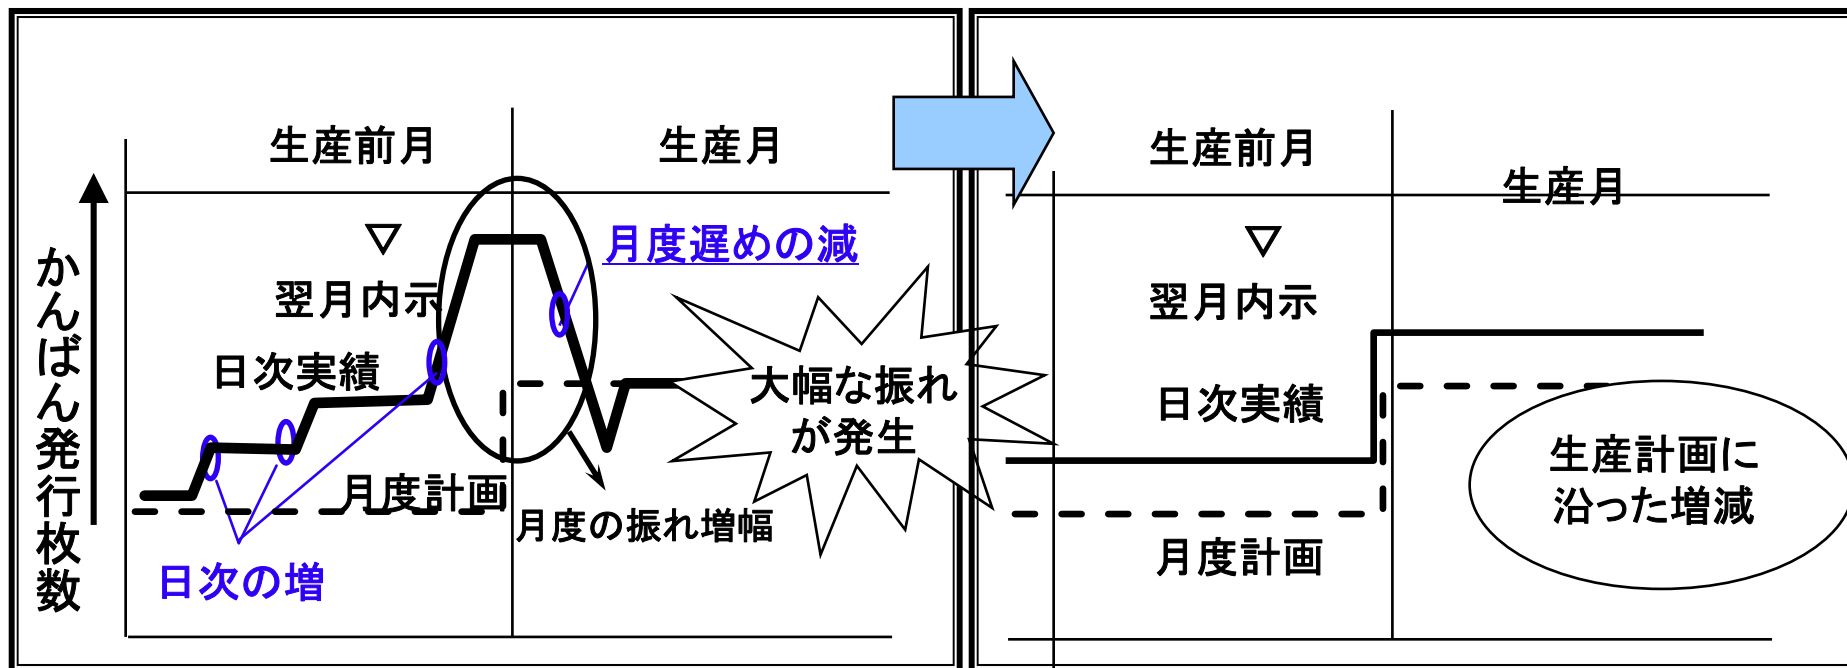 かんばん発行枚数
生産前月
生産月
翌月内示
月度遅めの減
日次実績
月度計画
大幅な振れ
が発生
月度の振れ増幅
日次の増
生産前月
生産月
翌月内示
日次実績
月度計画
生産計画に
沿った増減